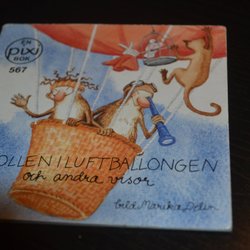 EN
pixi
BOK
567
OLLEN I LUFTBALLONGEN
och andra visor
bild Marika Delin